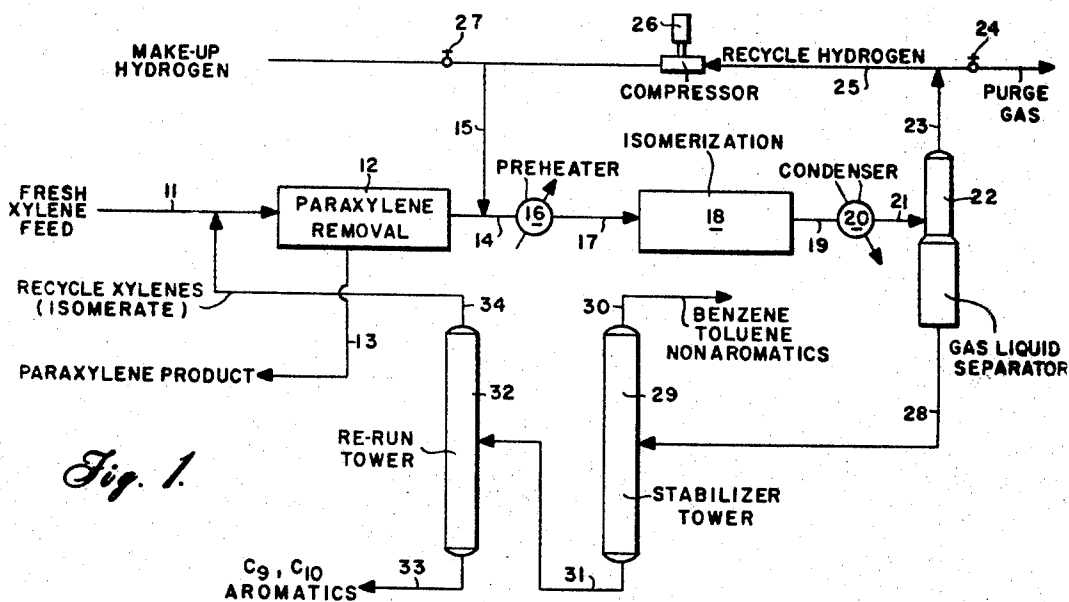 27
26
24
MAKE-UP
HYDROGEN
RECYCLE HYDROGEN
COMPRESSOR
25
PURGE
GAS
15
23
ISOMERIZATION
PREHEATER
CONDENSER
12
FRESH
XYLENE
FEED
11
PARAXYLENE
REMOVAL
14
16
17
18
19
20
21
22
RECYCLE XYLENES
(ISOMERATE)
34
30
BENZENE
TOLUENE
NONAROMATICS
GAS LIQUID
SEPARATOR
13
PARAXYLENE PRODUCT
32
29
28
RE-RUN
TOWER
Fig. 1.
STABILIZER
TOWER
C9, C10
AROMATICS
33
31